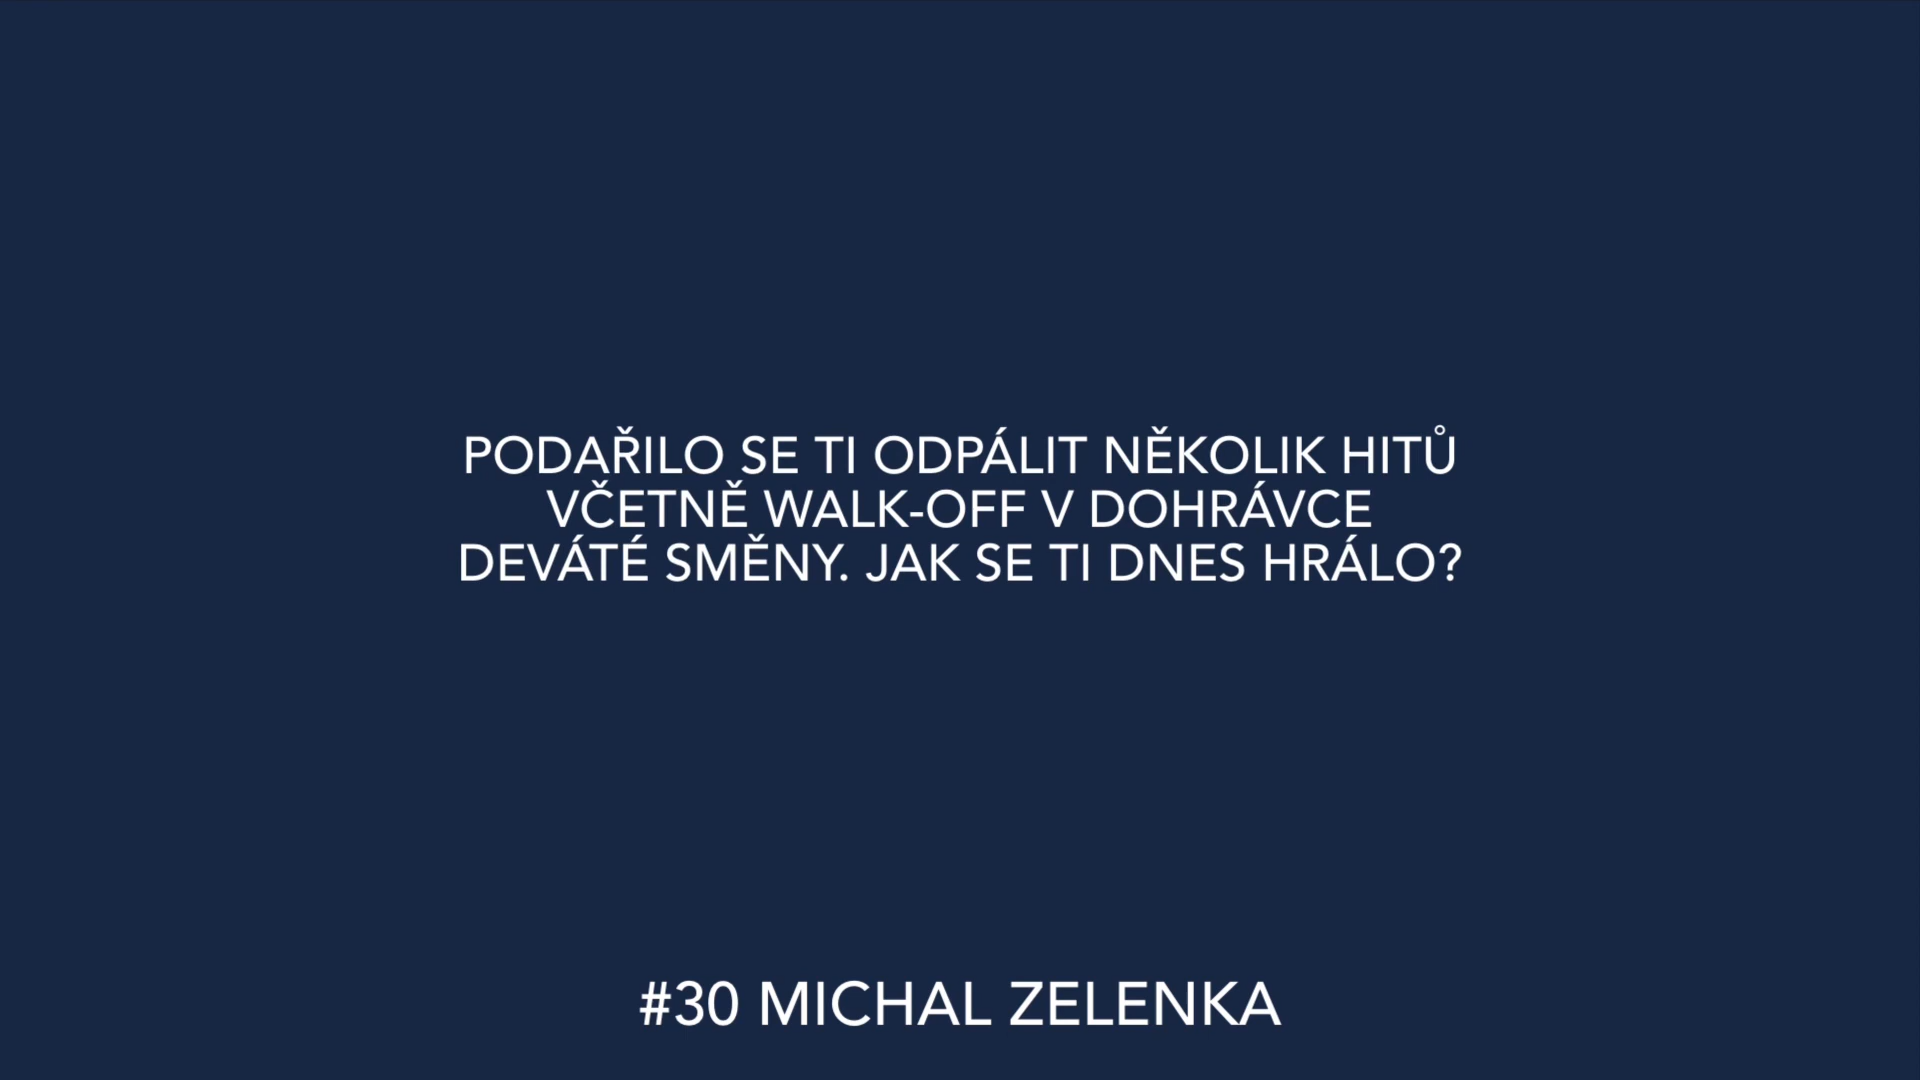 PODAŘILO SE TI ODPÁLIT NĚKOLIK HITŮ
VČETNĚ WALK-OFF V DOHRÁVCE
DEVÁTÉ SMĚNY. JAK SE TI DNES HRÁLO?
#30 MICHAL ZELENKA